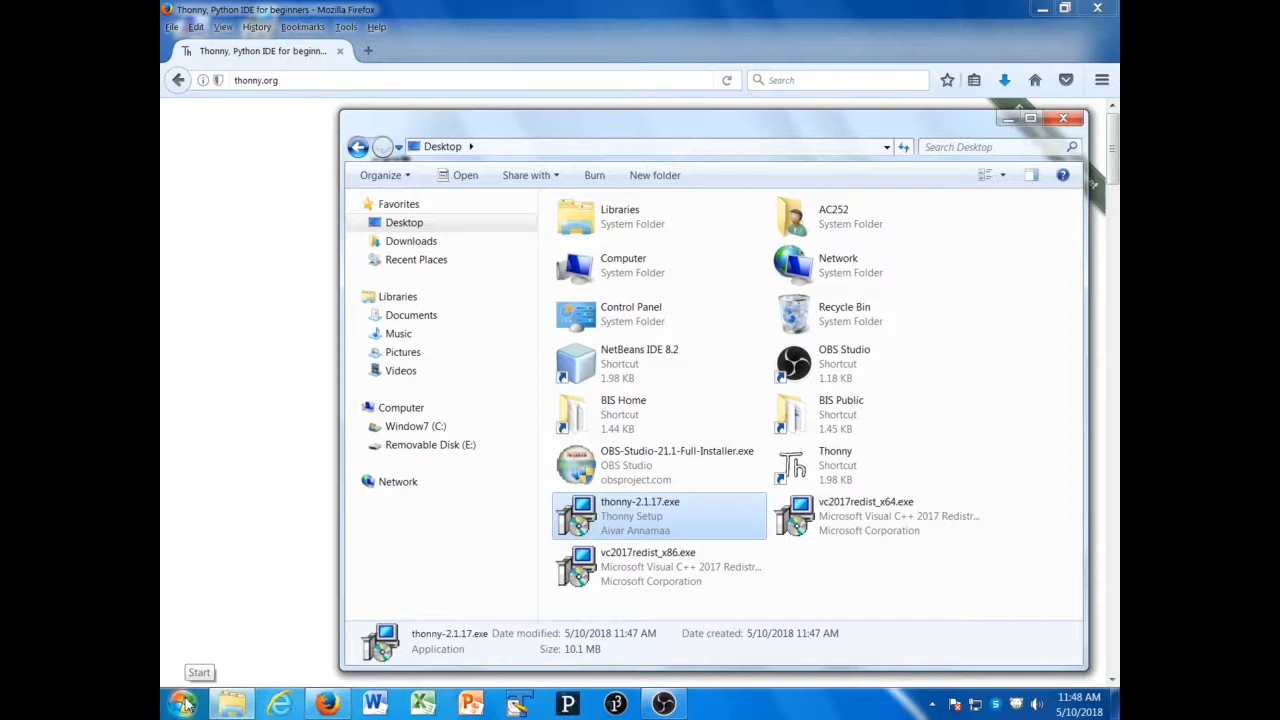 Thonny, Python IDE for beginners - Mozilla Firefox
File Edit View History Bookmarks Tools Help
Th Thonny, Python IDE for beginn...
thonny.org
Search
Desktop
Search Desktop
Organize Open Share with Burn New folder
Favorites
Desktop
Downloads
Recent Places
Libraries
Documents
Music
Pictures
Videos
Computer
Window7 (C:)
Removable Disk (E:)
Network
Libraries
System Folder
AC252
System Folder
Computer
System Folder
Network
System Folder
Control Panel
System Folder
Recycle Bin
System Folder
NetBeans IDE 8.2
Shortcut
1.98 KB
OBS Studio
Shortcut
1.18 KB
BIS Home
Shortcut
1.44 KB
BIS Public
Shortcut
1.45 KB
OBS-Studio-21.1-Full-Installer.exe
OBS Studio
obsproject.com
Th
Thonny
Shortcut
1.98 KB
thonny-2.1.17.exe
Thonny Setup
Aivar Annamaa
vc2017redist_x64.exe
Microsoft Visual C++ 2017 Redistr...
Microsoft Corporation
vc2017redist_x86.exe
Microsoft Visual C++ 2017 Redistr...
Microsoft Corporation
thonny-2.1.17.exe Date modified: 5/10/2018 11:47 AM Date created: 5/10/2018 11:47 AM
Application Size: 10.1 MB
Start
11:48 AM
5/10/2018